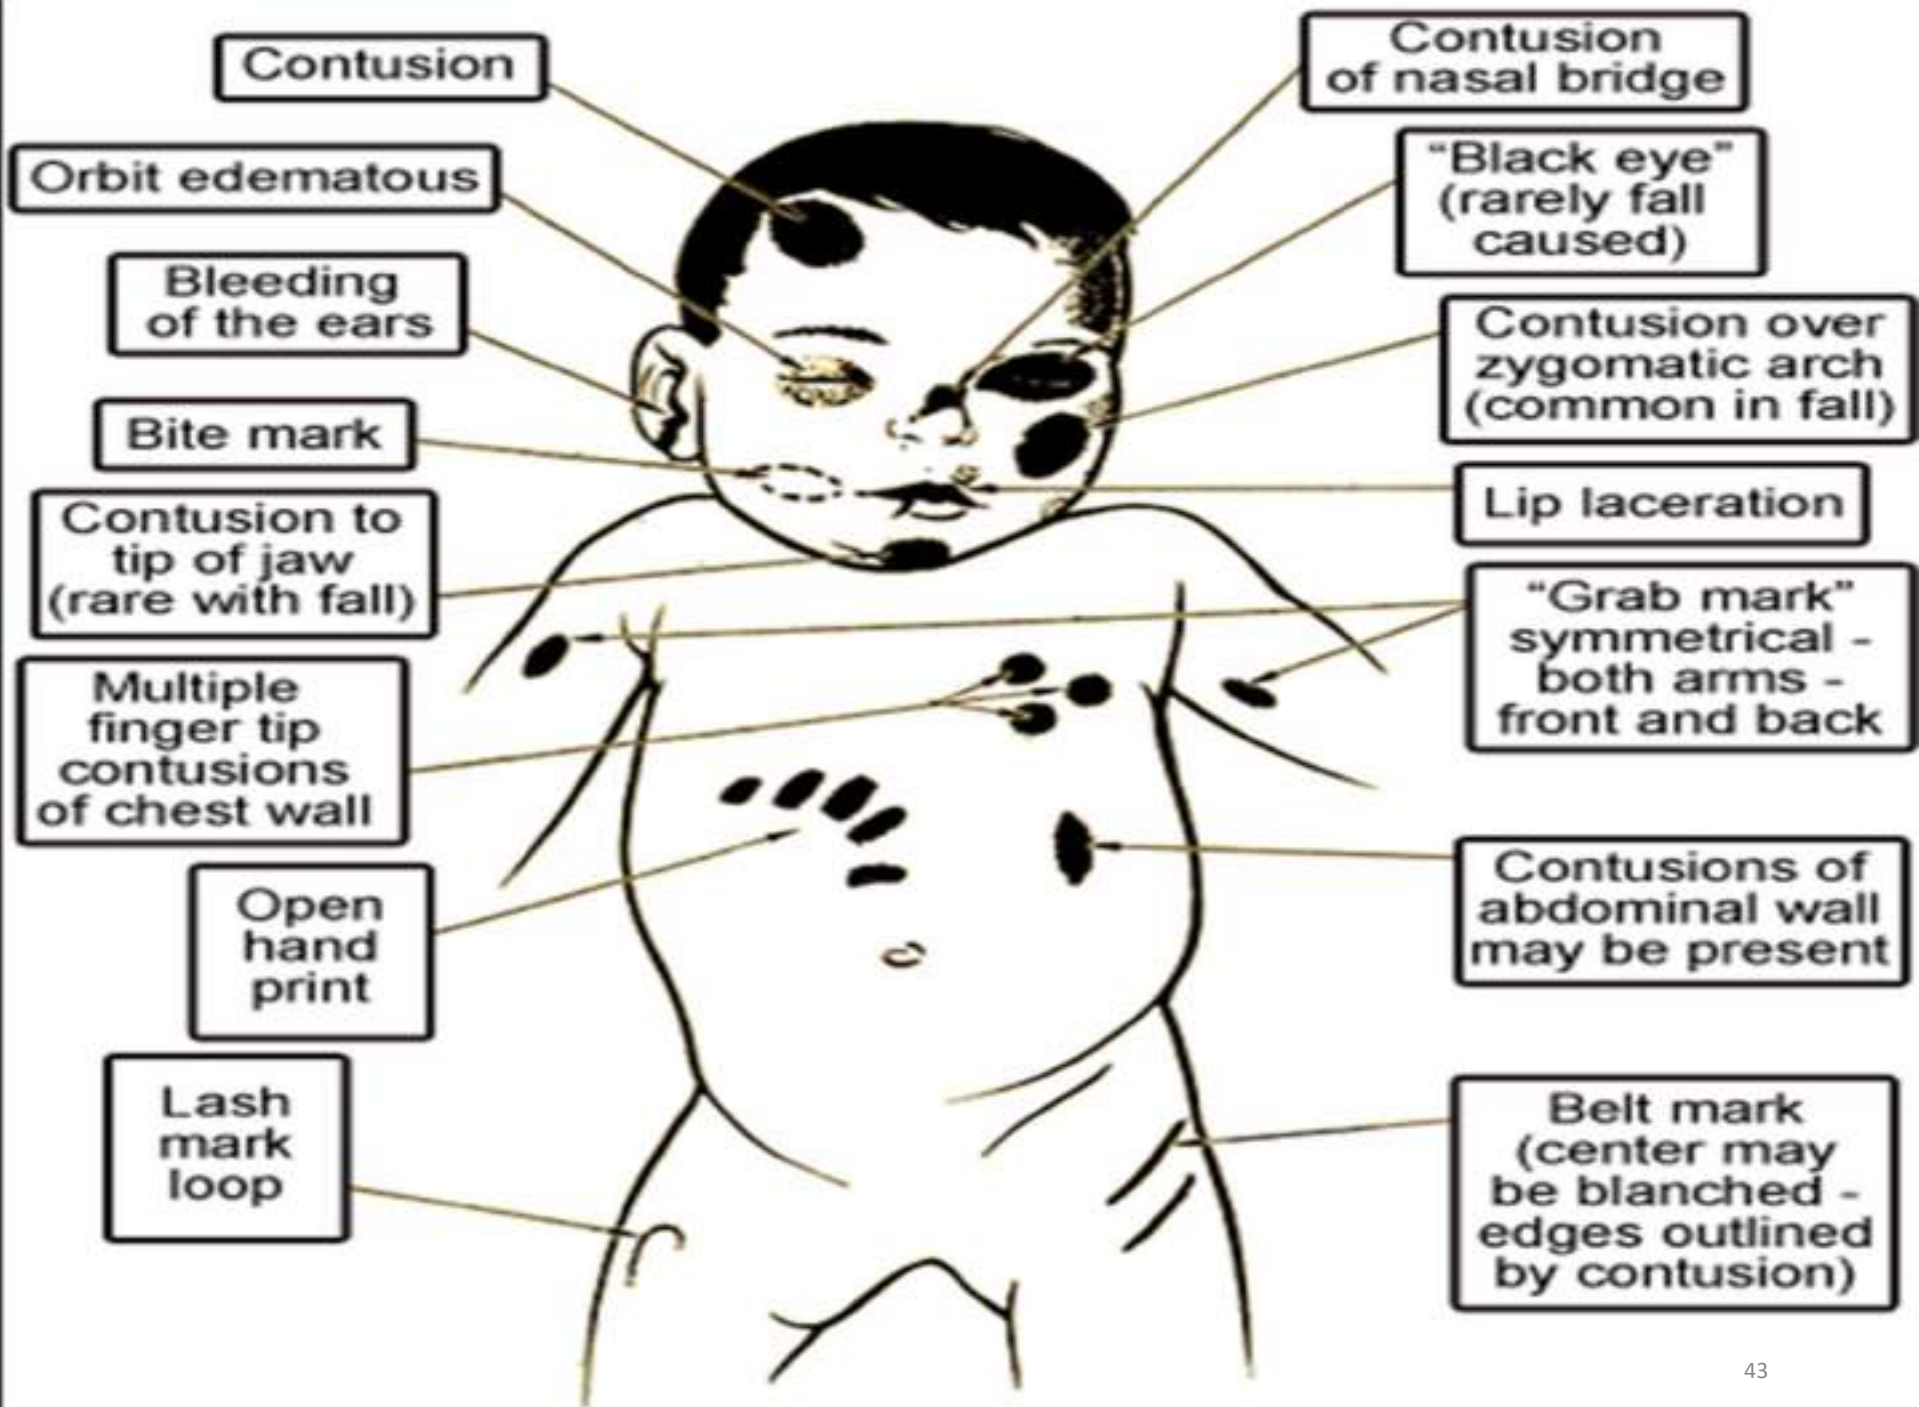 Contusion
Orbit edematous
Bleeding
of the ears
Bite mark
Contusion to
tip of jaw
(rare with fall)
Multiple
finger tip
contusions
of chest wall
Open
hand
print
Lash
mark
loop
Contusion
of nasal bridge
“Black eye”
(rarely fall
caused)
Contusion over
zygomatic arch
(common in fall)
Lip laceration
“Grab mark”
symmetrical -
both arms -
front and back
Contusions of
abdominal wall
may be present
Belt mark
(center may
be blanched -
edges outlined
by contusion)
43